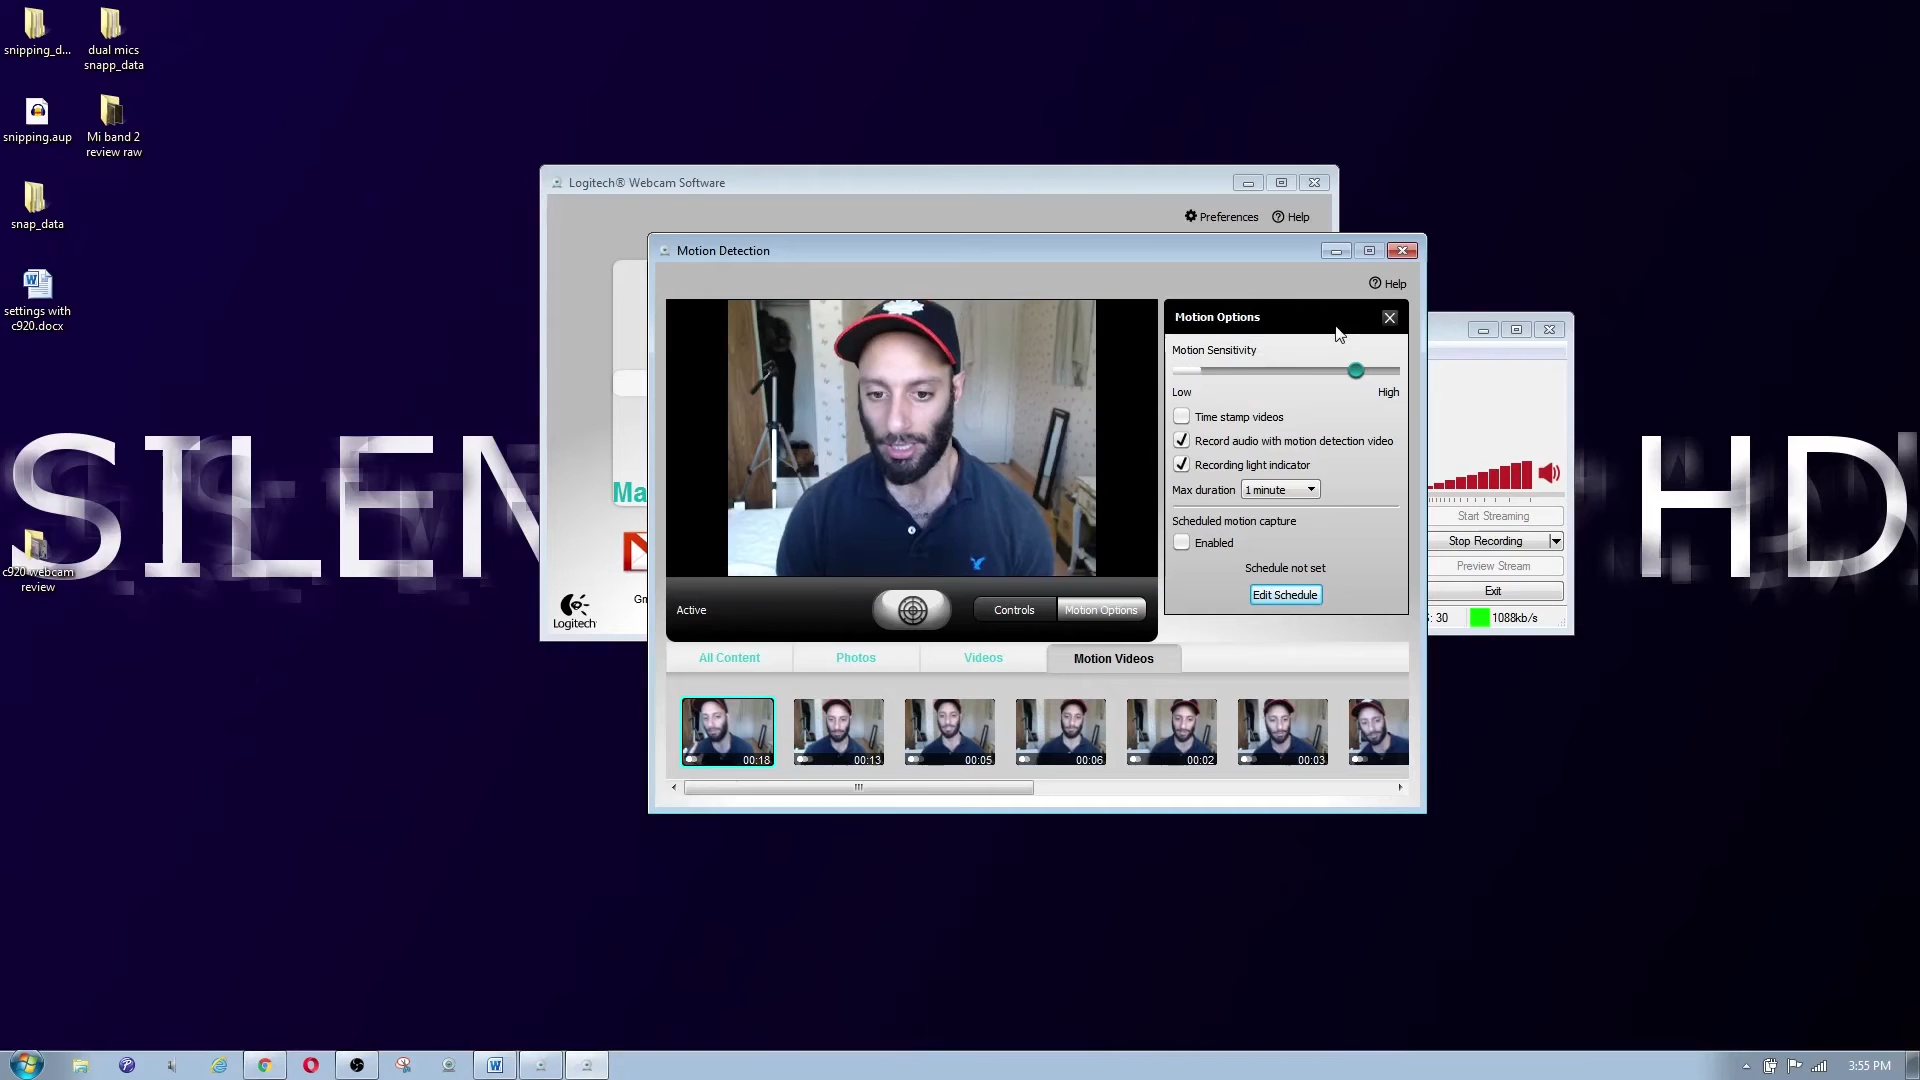 snipping_d...
dual mics
snapp_data
snipping.aup
Mi band 2
review raw
snap_data
settings with
c920.docx
c920 webcam
review
SILEN
HD
Logitech® Webcam Software
Preferences
Help
Ma
Logitech
Motion Detection
Help
Motion Options
Motion Sensitivity
Low
High
Time stamp videos
Record audio with motion detection video
Recording light indicator
Max duration
1 minute
Scheduled motion capture
Enabled
Schedule not set
Edit Schedule
Active
Controls
Motion Options
All Content
Photos
Videos
Motion Videos
00:18
00:13
00:05
00:06
00:02
00:03
Start Streaming
Stop Recording
Preview Stream
Exit
: 30
1088kb/s
3:55 PM